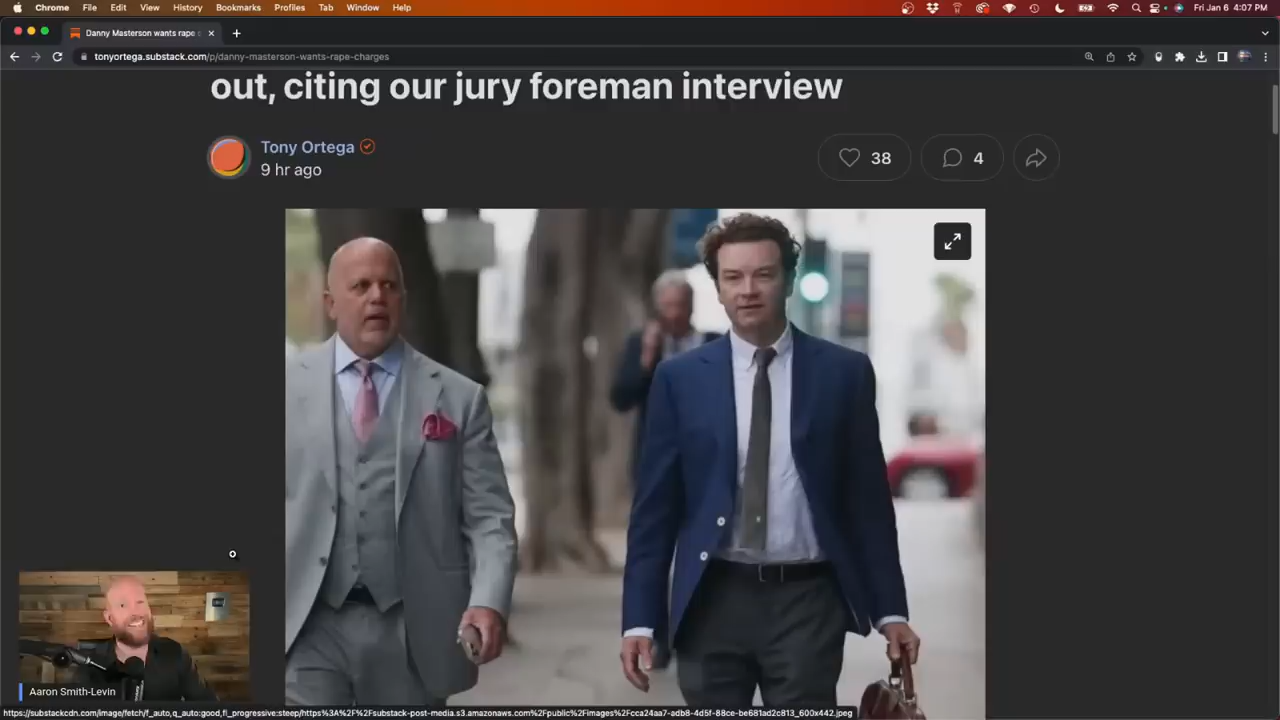 Chrome File Edit View History Bookmarks Profiles Tab Window Help Fri Jan 6 4:07 PM
Danny Masterson wants rape
tonyortega.substack.com/p/danny-masterson-wants-rape-charges
out, citing our jury foreman interview
Tony Ortega
9 hr ago
38
4
Aaron Smith-Levin
https://substackcdn.com/image/fetch/f_auto,q_auto:good,fl_progressive:steep/https%3A%2F%2Fsubstack-post-media.s3.amazonaws.com%2Fpublic%2Fimages%2Fcca24aa7-adb8-4d5f-88ce-be681ad2c813_600x442.jpeg